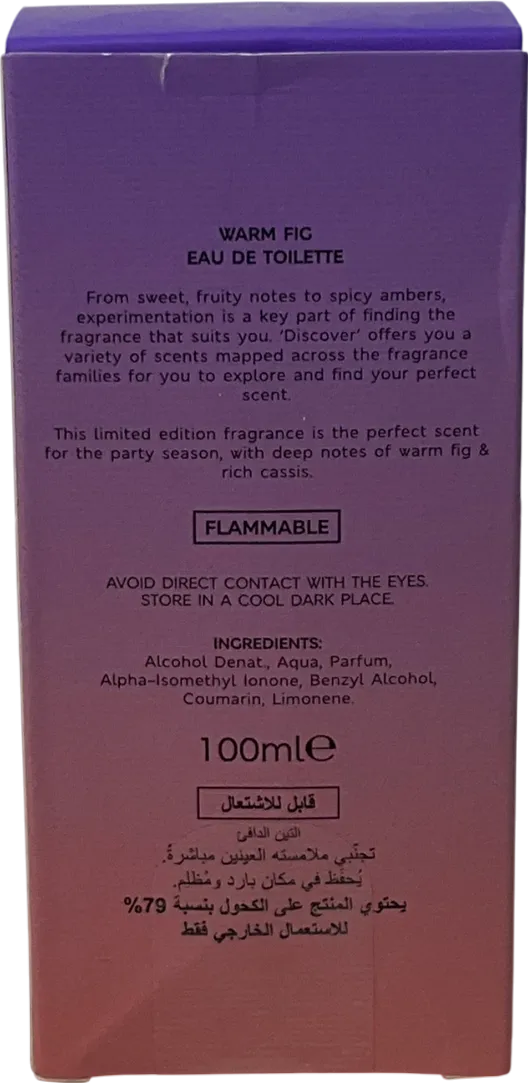 WARM FIG
EAU DE TOILETTE
From sweet, fruity notes to spicy ambers,
experimentation is a key part of finding the
fragrance that suits you. ‘Discover’ offers you a
variety of scents mapped across the fragrance
families for you to explore and find your perfect
scent.
This limited edition fragrance is the perfect scent
for the party season, with deep notes of warm fig &
rich cassis.
FLAMMABLE
AVOID DIRECT CONTACT WITH THE EYES.
STORE IN A COOL DARK PLACE.
INGREDIENTS:
Alcohol Denat., Aqua, Parfum,
Alpha-Isomethyl Ionone, Benzyl Alcohol,
Coumarin, Limonene.
100ml℮
قابل للاشتعال
التين الدافئ
تجنّبي ملامسته العينين مباشرةً.
يُحفَظ في مكان بارد ومُظلِم.
يحتوي المنتج على الكحول بنسبة 79%
للاستعمال الخارجي فقط